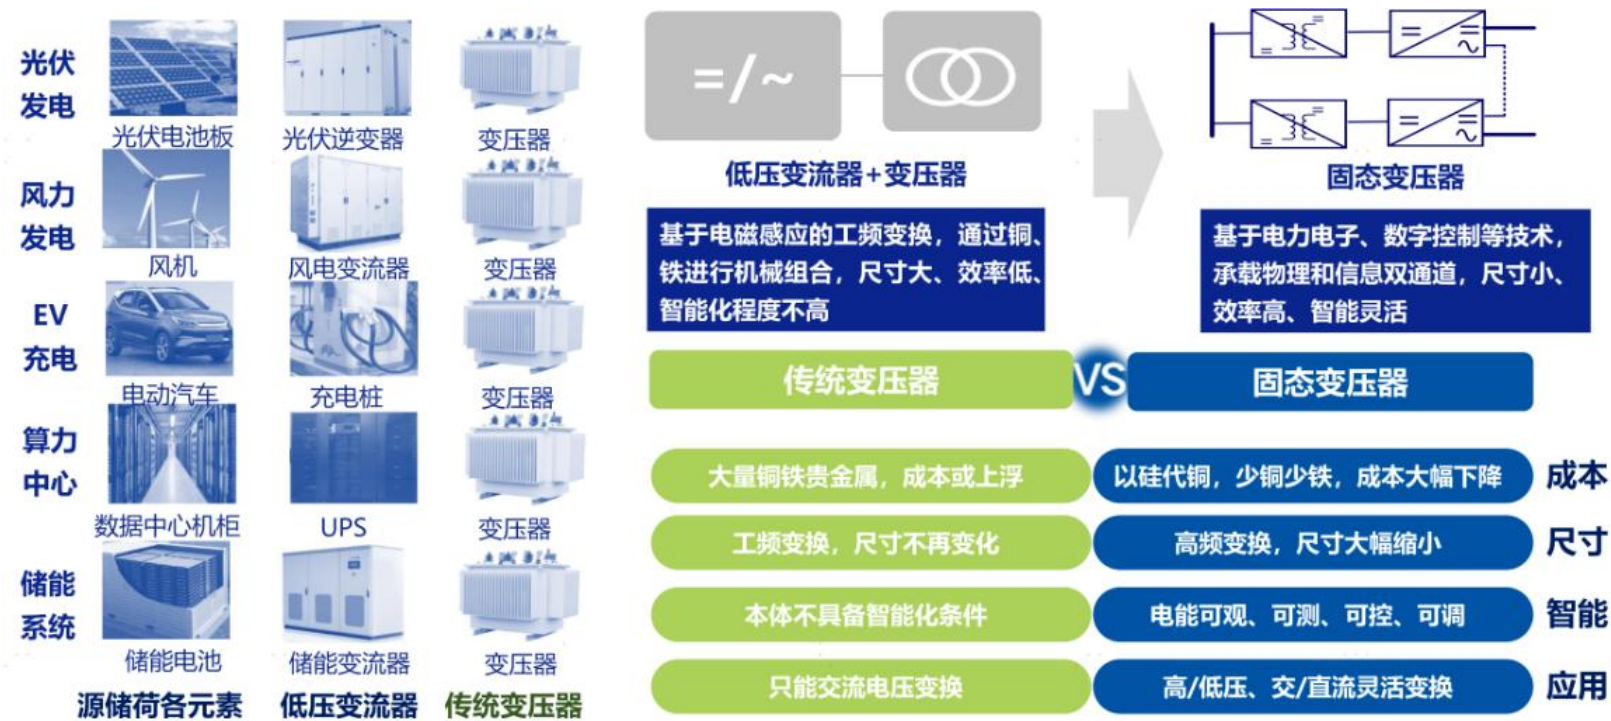 光伏
发电
光伏电池板
光伏逆变器
变压器
风力
发电
风机
风电变流器
变压器
EV
充电
电动汽车
充电桩
变压器
算力
中心
数据中心机柜
UPS
变压器
储能
系统
储能电池
储能变流器
变压器
源储荷各元素
低压变流器
传统变压器
=/~
低压变流器+变压器
固态变压器
基于电磁感应的工频变换，通过铜、
铁进行机械组合，尺寸大、效率低、
智能化程度不高
基于电力电子、数字控制等技术，
承载物理和信息双通道，尺寸小、
效率高、智能灵活
传统变压器
VS
固态变压器
大量铜铁贵金属，成本或上浮
以硅代铜，少铜少铁，成本大幅下降
成本
工频变换，尺寸不再变化
高频变换，尺寸大幅缩小
尺寸
本体不具备智能化条件
电能可观、可测、可控、可调
智能
只能交流电压变换
高/低压、交/直流灵活变换
应用